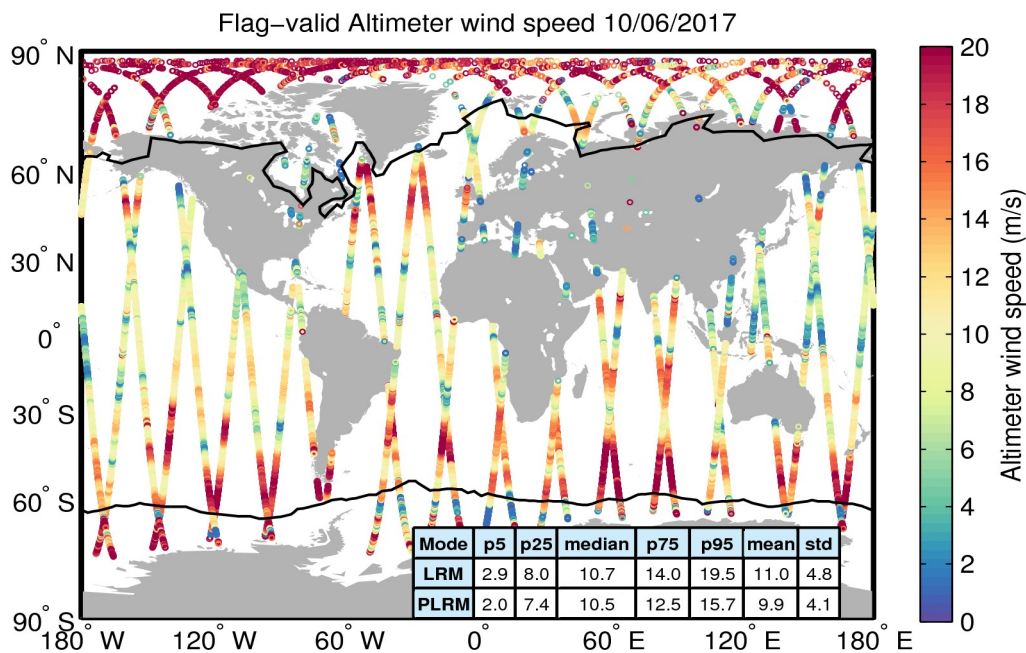 Flag−valid Altimeter wind speed 10/06/2017
90° N
60° N
30° N
0°
30° S
60° S
90° S
180° W
120° W
60° W
0°
60° E
120° E
180° E
Mode p5 p25 median p75 p95 mean std
LRM 2.9 8.0 10.7 14.0 19.5 11.0 4.8
PLRM 2.0 7.4 10.5 12.5 15.7 9.9 4.1
20
18
16
14
12
10
8
6
4
2
0
Altimeter wind speed (m/s)